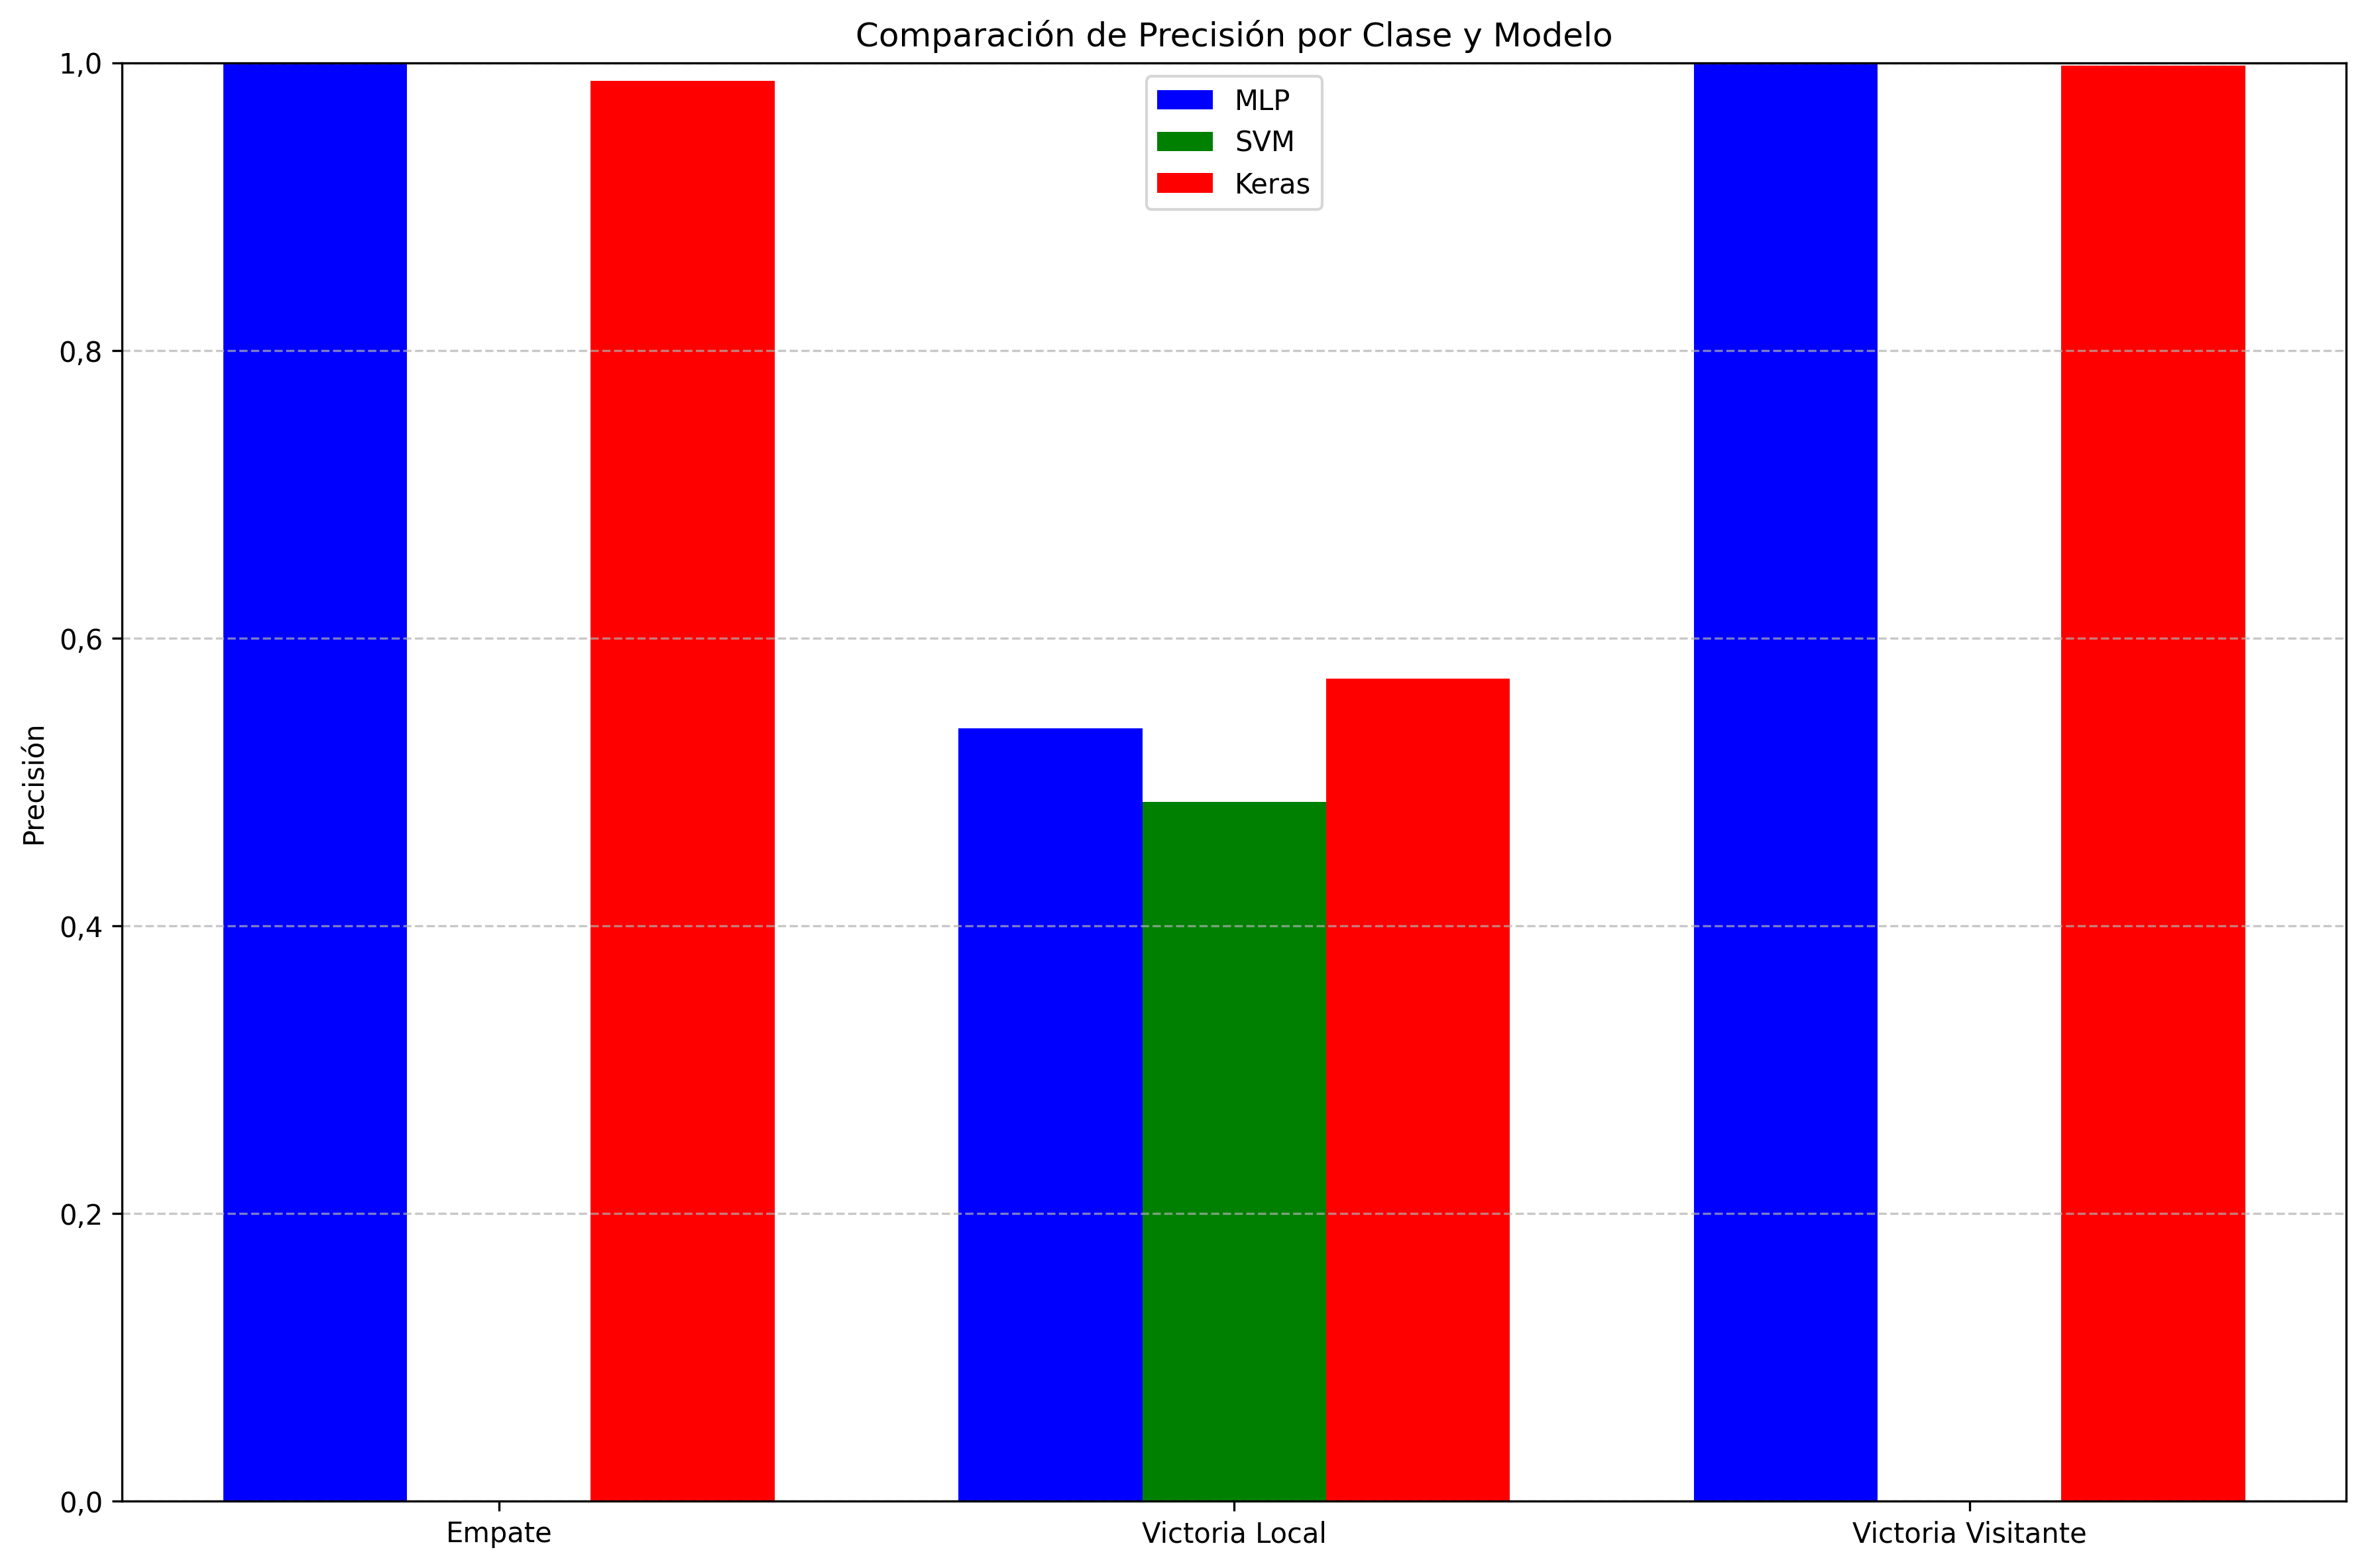 Comparación de Precisión por Clase y Modelo
MLP
SVM
Keras
Precisión
1,0
0,8
0,6
0,4
0,2
0,0
Empate
Victoria Local
Victoria Visitante